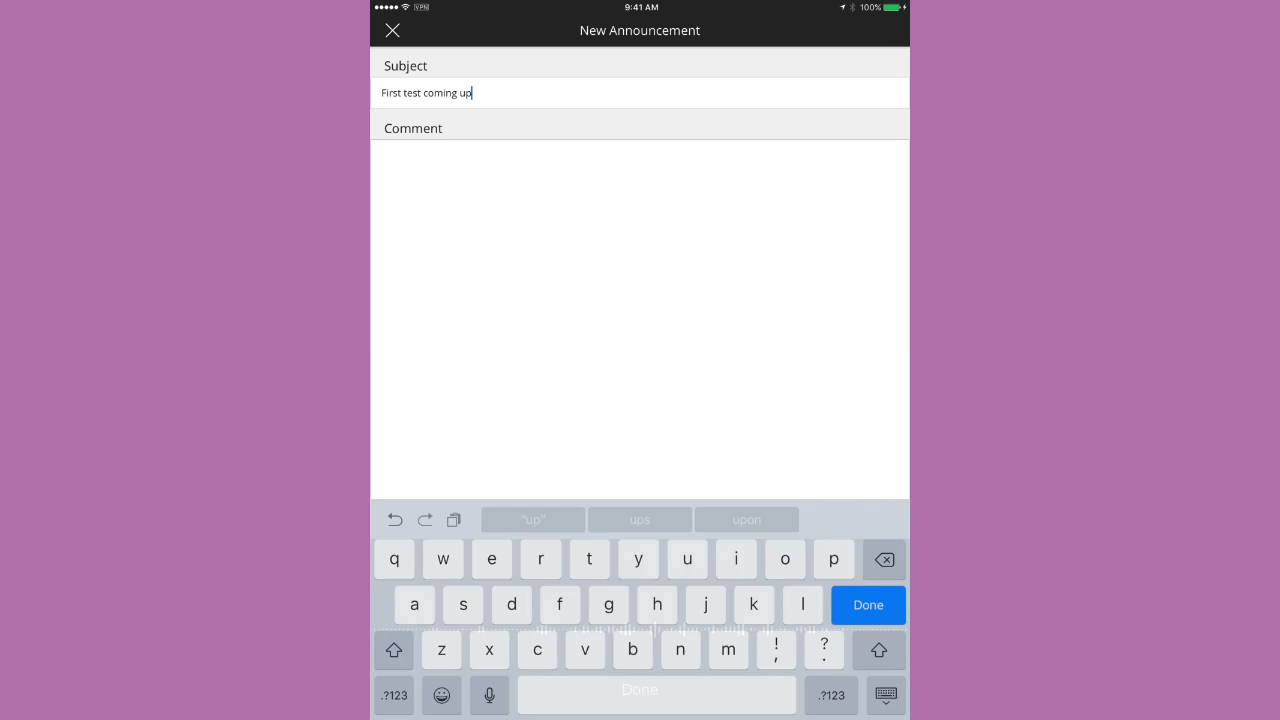 VPN 9:41 AM 100%
New Announcement
Subject
First test coming up
Comment
"up" ups upon
q w e r t y u i o p
a s d f g h j k l Done
z x c v b n m ! , ? .
.?123 Done .?123